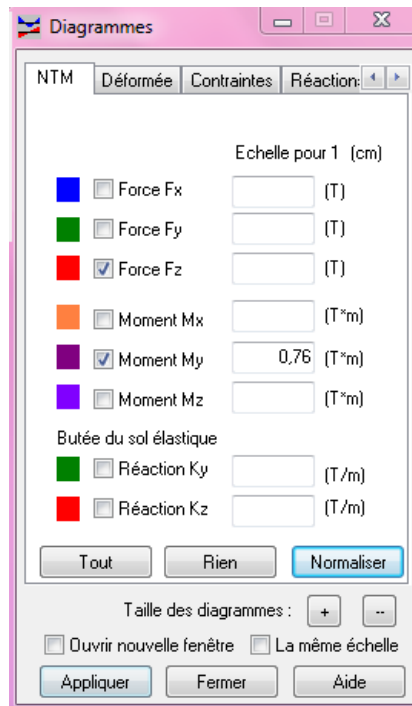 Diagrammes
NTM Déformée Contraintes Réaction
Echelle pour 1 (cm)
Force Fx (T)
Force Fy (T)
Force Fz (T)
Moment Mx (T*m)
Moment My 0,76 (T*m)
Moment Mz (T*m)
Butée du sol élastique
Réaction Ky (T/m)
Réaction Kz (T/m)
Tout Rien Normaliser
Taille des diagrammes : + --
Ouvrir nouvelle fenêtre La même échelle
Appliquer Fermer Aide